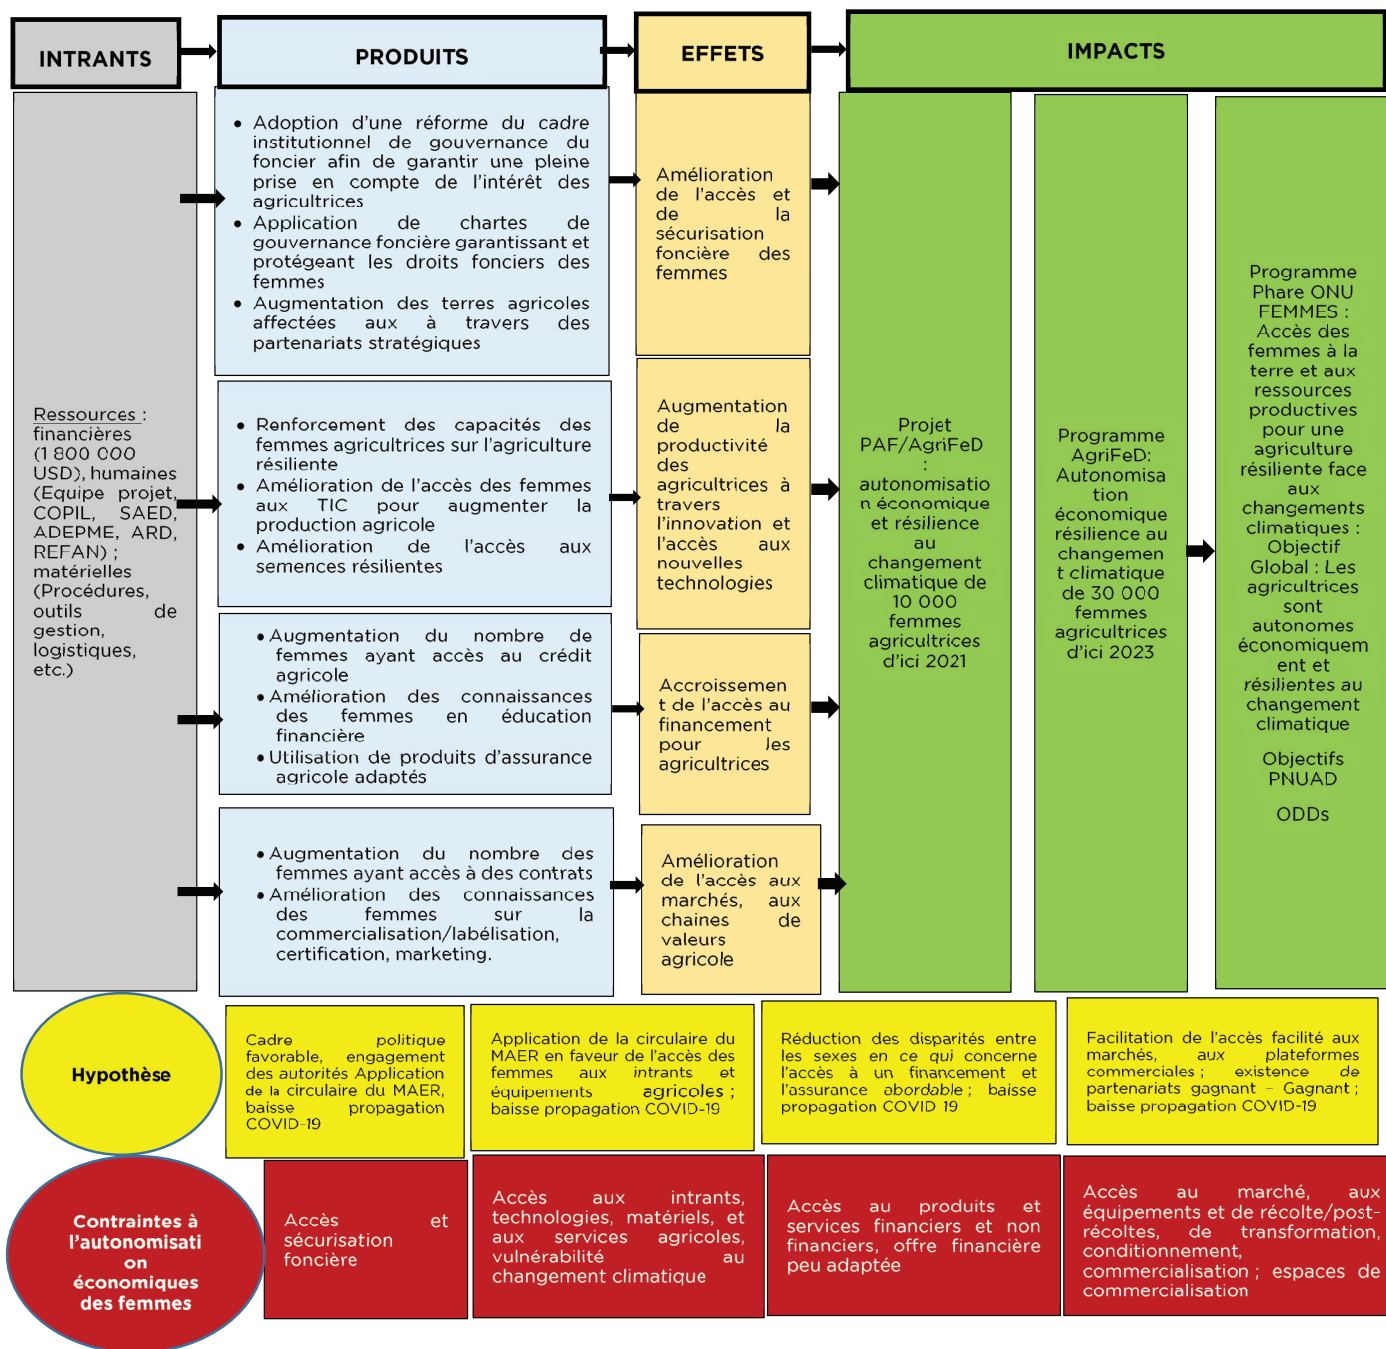 INTRANTS
PRODUITS
EFFETS
IMPACTS
Ressources :
financières
(1 800 000
USD), humaines
(Equipe projet,
COPIL, SAED,
ADEPME, ARD,
REFAN) ;
matérielles
(Procédures,
outils de
gestion,
logistiques,
etc.)
• Adoption d'une réforme du cadre
institutionnel de gouvernance du
foncier afin de garantir une pleine
prise en compte de l'intérêt des
agricultrices
• Application de chartes de
gouvernance foncière garantissant et
protégeant les droits fonciers des
femmes
• Augmentation des terres agricoles
affectées aux à travers des
partenariats stratégiques
• Renforcement des capacités des
femmes agricultrices sur l'agriculture
résiliente
• Amélioration de l'accès des femmes
aux TIC pour augmenter la
production agricole
• Amélioration de l'accès aux
semences résilientes
• Augmentation du nombre de
femmes ayant accès au crédit
agricole
• Amélioration des connaissances
des femmes en éducation
financière
• Utilisation de produits d'assurance
agricole adaptés
• Augmentation du nombre des
femmes ayant accès à des contrats
• Amélioration des connaissances
des femmes sur la
commercialisation/labélisation,
certification, marketing.
Amélioration
de l'accès et
de la
sécurisation
foncière des
femmes
Augmentation
de la
productivité
des
agricultrices à
travers
l'innovation et
l'accès aux
nouvelles
technologies
Accroissemen
t de l'accès au
financement
pour les
agricultrices
Amélioration
de l'accès aux
marchés, aux
chaines de
valeurs
agricole
Projet
PAF/AgriFeD
:
autonomisatio
n économique
et résilience
au
changement
climatique de
10 000
femmes
agricultrices
d'ici 2021
Programme
AgriFeD:
Autonomisa
tion
économique
résilience au
changemen
t climatique
de 30 000
femmes
agricultrices
d'ici 2023
Programme
Phare ONU
FEMMES :
Accès des
femmes à la
terre et aux
ressources
productives
pour une
agriculture
résiliente face
aux
changements
climatiques :
Objectif
Global : Les
agricultrices
sont
autonomes
économiquem
ent et
résilientes au
changement
climatique
Objectifs
PNUAD
ODDs
Hypothèse
Cadre politique
favorable, engagement
des autorités Application
de la circulaire du MAER,
baisse propagation
COVID-19
Application de la circulaire du
MAER en faveur de l'accès des
femmes aux intrants et
équipements agricoles ;
baisse propagation COVID-19
Réduction des disparités entre
les sexes en ce qui concerne
l'accès à un financement et
l'assurance abordable ; baisse
propagation COVID 19
Facilitation de l'accès facilité aux
marchés, aux plateformes
commerciales ; existence de
partenariats gagnant – Gagnant ;
baisse propagation COVID-19
Contraintes à
l'autonomisati
on
économiques
des femmes
Accès et
sécurisation
foncière
Accès aux intrants,
technologies, matériels, et
aux services agricoles,
vulnérabilité au
changement climatique
Accès au produits et
services financiers et non
financiers, offre financière
peu adaptée
Accès au marché, aux
équipements et de récolte/post-
récoltes, de transformation,
conditionnement,
commercialisation ; espaces de
commercialisation